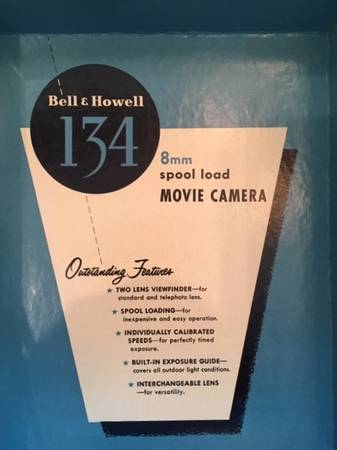 Bell & Howell
134
8mm
spool load
MOVIE CAMERA
Outstanding Features
★ TWO LENS VIEWFINDER—for
standard and telephoto lens.
★ SPOOL LOADING—for
inexpensive and easy operation.
★ INDIVIDUALLY CALIBRATED
SPEEDS—for perfectly timed
exposure.
★ BUILT-IN EXPOSURE GUIDE—
covers all outdoor light conditions.
★ INTERCHANGEABLE LENS
—for versatility.